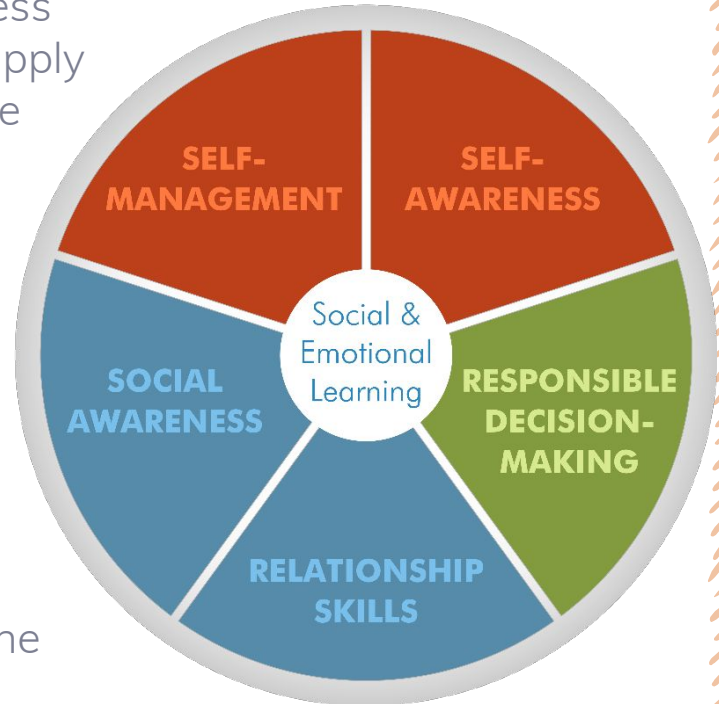 SELF-
MANAGEMENT
SELF-
AWARENESS
Social &
Emotional
Learning
SOCIAL
AWARENESS
RESPONSIBLE
DECISION-
MAKING
RELATIONSHIP
SKILLS